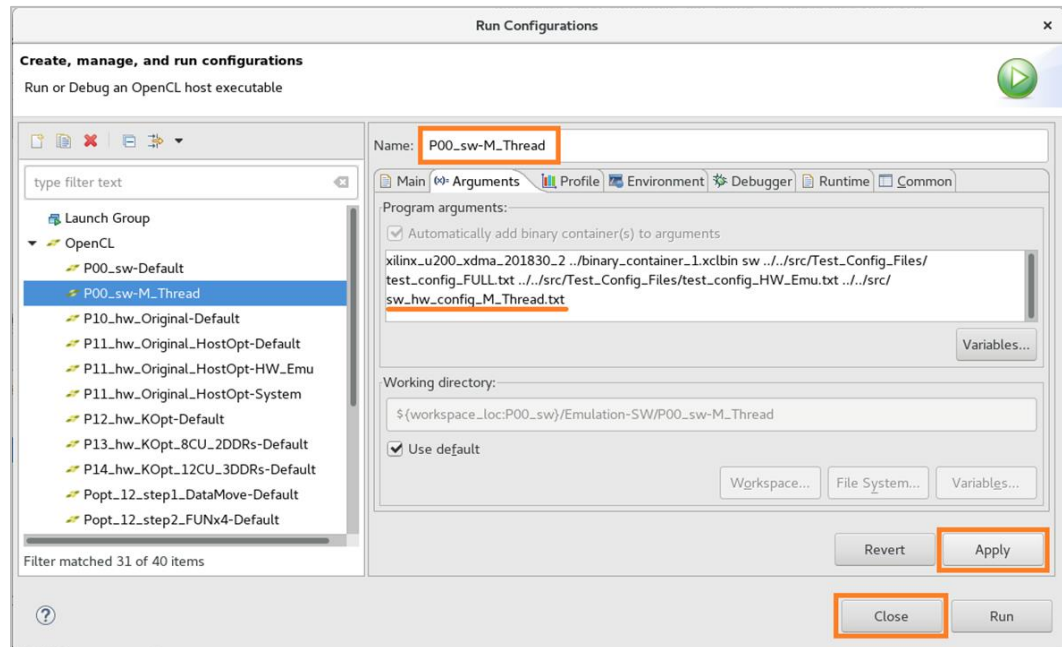 Run Configurations
Create, manage, and run configurations
Run or Debug an OpenCL host executable
type filter text
Launch Group
OpenCL
P00_sw-Default
P00_sw-M_Thread
P10_hw_Original-Default
P11_hw_Original_HostOpt-Default
P11_hw_Original_HostOpt-HW_Emu
P11_hw_Original_HostOpt-System
P12_hw_KOpt-Default
P13_hw_KOpt_8CU_2DDRs-Default
P14_hw_KOpt_12CU_3DDRs-Default
Popt_12_step1_DataMove-Default
Popt_12_step2_FUNx4-Default
Filter matched 31 of 40 items
Name: P00_sw-M_Thread
Main (x)= Arguments Profile Environment Debugger Runtime Common
Program arguments:
Automatically add binary container(s) to arguments
xilinx_u200_xdma_201830_2 ../binary_container_1.xclbin sw ../../src/Test_Config_Files/
test_config_FULL.txt ../../src/Test_Config_Files/test_config_HW_Emu.txt ../../src/
sw_hw_config_M_Thread.txt
Variables...
Working directory:
${workspace_loc:P00_sw}/Emulation-SW/P00_sw-M_Thread
Use default
Workspace... File System... Variables...
Revert Apply
Close Run